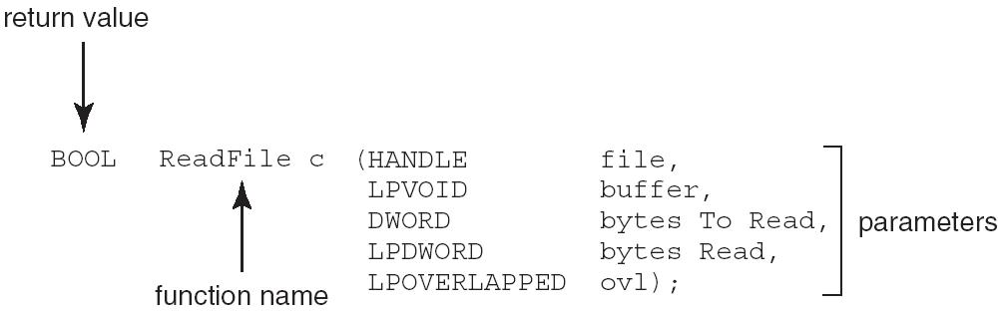 return value
BOOL ReadFile c (HANDLE file,
LPVOID buffer,
DWORD bytes To Read,
LPDWORD bytes Read,
LPOVERLAPPED ovl);
parameters
function name